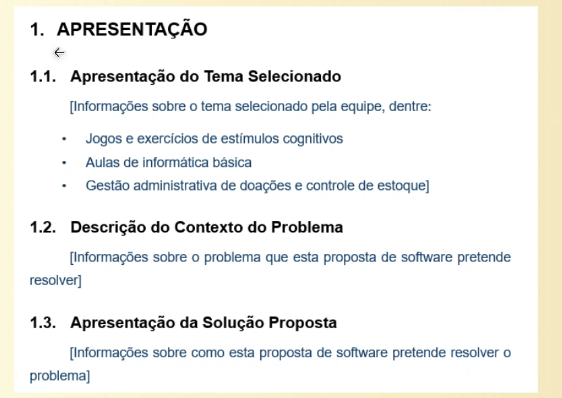 1. APRESENTAÇÃO
1.1. Apresentação do Tema Selecionado
[Informações sobre o tema selecionado pela equipe, dentre:
• Jogos e exercícios de estímulos cognitivos
• Aulas de informática básica
• Gestão administrativa de doações e controle de estoque]
1.2. Descrição do Contexto do Problema
[Informações sobre o problema que esta proposta de software pretende
resolver]
1.3. Apresentação da Solução Proposta
[Informações sobre como esta proposta de software pretende resolver o
problema]